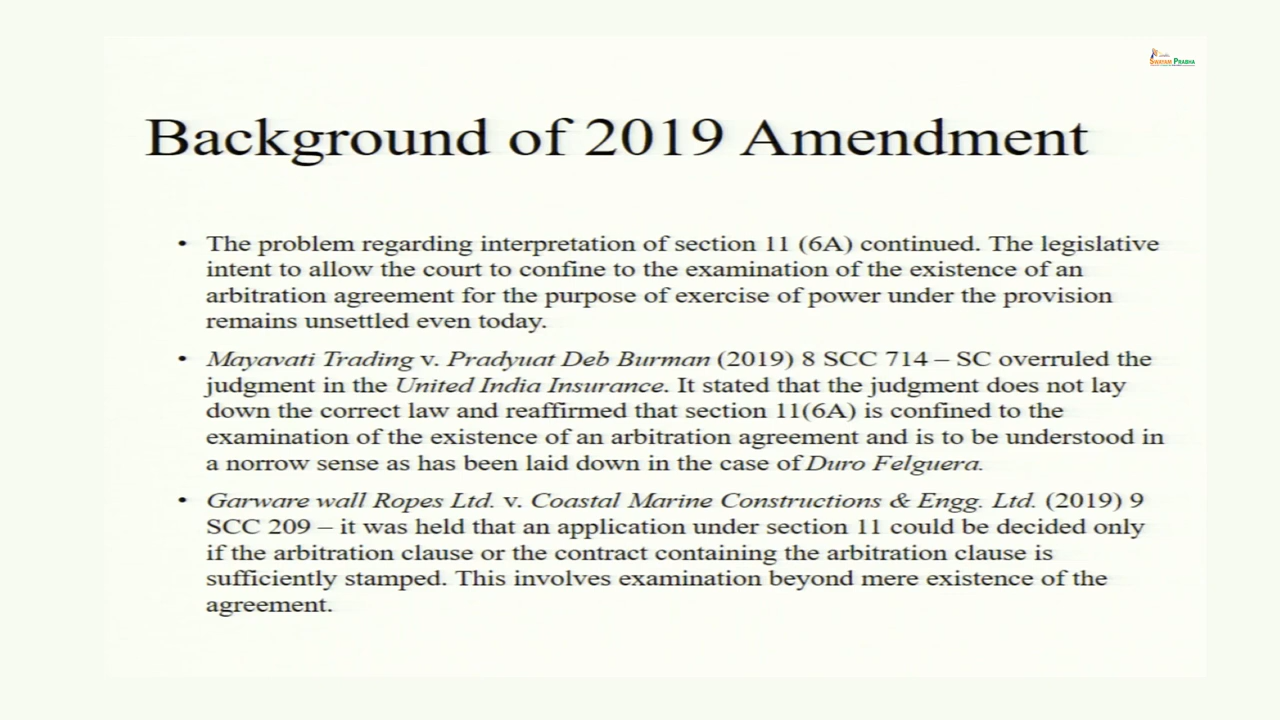 SWAYAM PRABHA
Background of 2019 Amendment
• The problem regarding interpretation of section 11 (6A) continued. The legislative
intent to allow the court to confine to the examination of the existence of an
arbitration agreement for the purpose of exercise of power under the provision
remains unsettled even today.
• Mayavati Trading v. Pradyuat Deb Burman (2019) 8 SCC 714 – SC overruled the
judgment in the United India Insurance. It stated that the judgment does not lay
down the correct law and reaffirmed that section 11(6A) is confined to the
examination of the existence of an arbitration agreement and is to be understood in
a norrow sense as has been laid down in the case of Duro Felguera.
• Garware wall Ropes Ltd. v. Coastal Marine Constructions & Engg. Ltd. (2019) 9
SCC 209 – it was held that an application under section 11 could be decided only
if the arbitration clause or the contract containing the arbitration clause is
sufficiently stamped. This involves examination beyond mere existence of the
agreement.